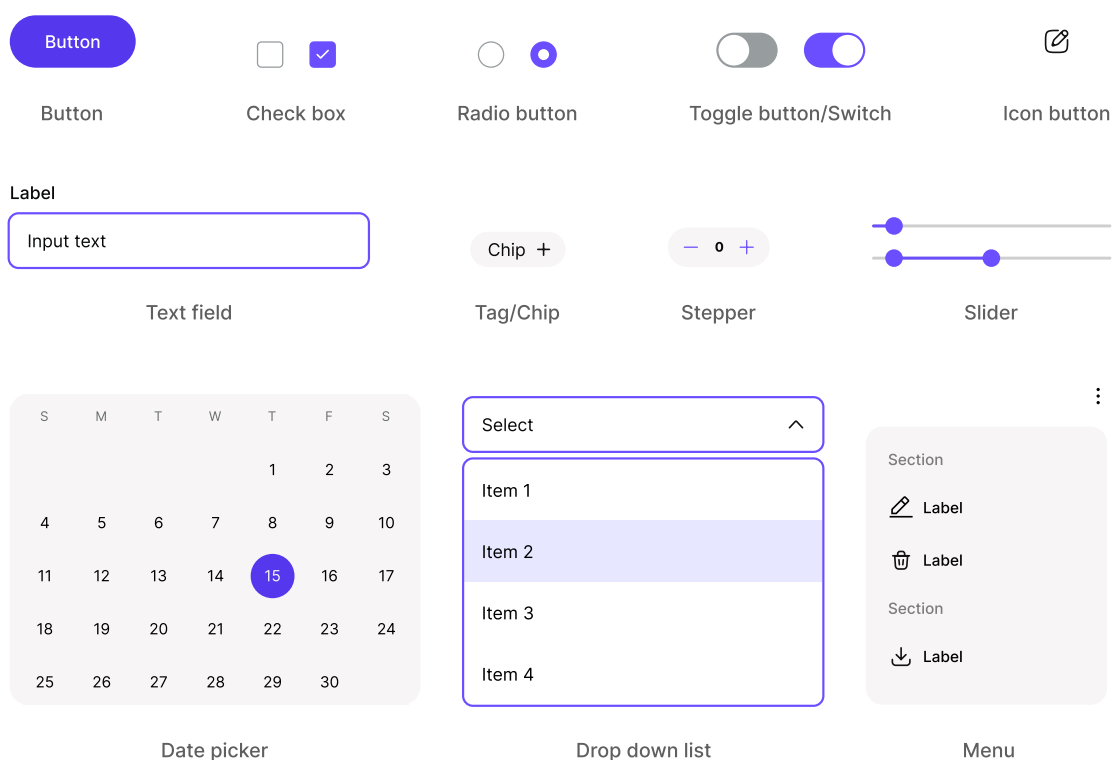 Button
Button
Check box
Radio button
Toggle button/Switch
Icon button
Label
Input text
Text field
Chip +
Tag/Chip
− 0 +
Stepper
Slider
S M T W T F S
1 2 3
4 5 6 7 8 9 10
11 12 13 14 15 16 17
18 19 20 21 22 23 24
25 26 27 28 29 30
Date picker
Select
Item 1
Item 2
Item 3
Item 4
Drop down list
Section
Label
Label
Section
Label
Menu